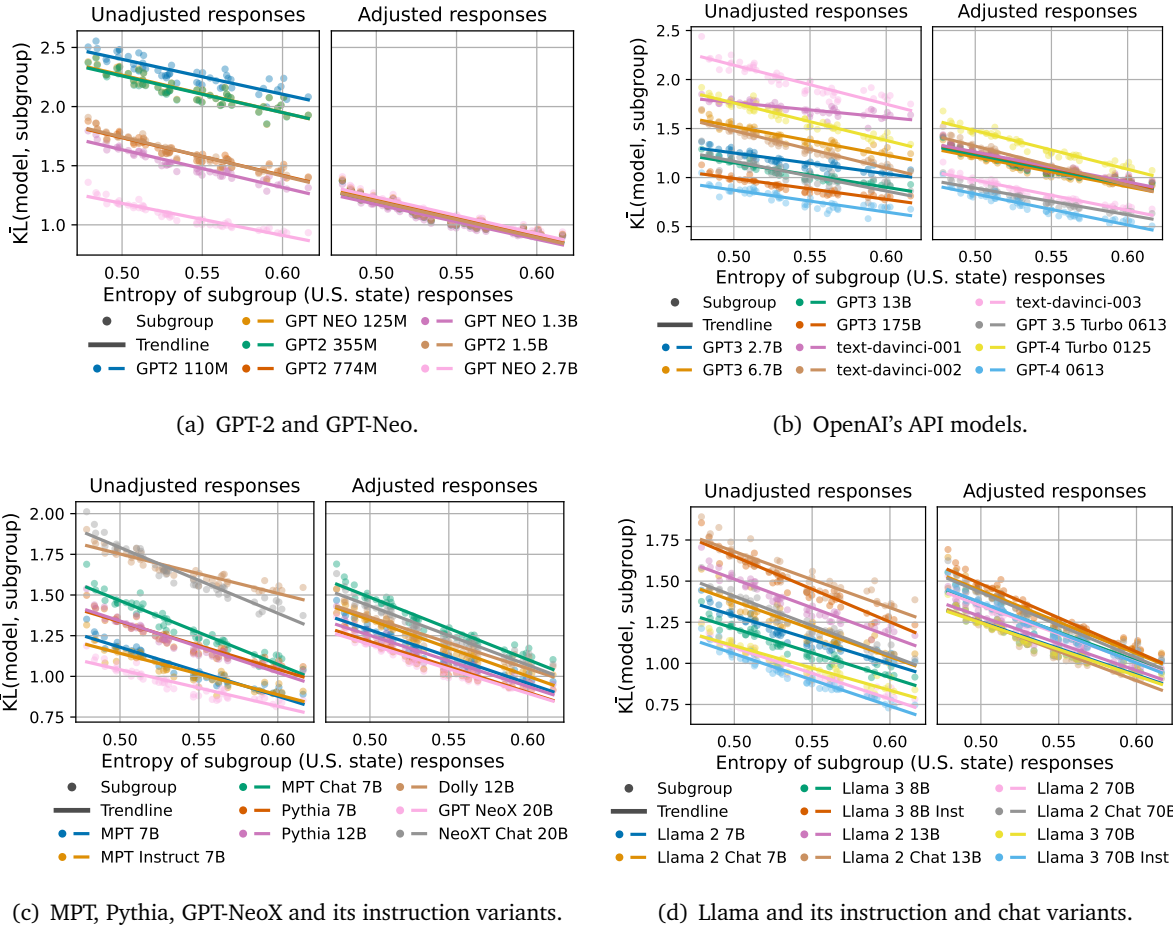 Unadjusted responses
Adjusted responses
K̄L(model, subgroup)
2.5
2.0
1.5
1.0
0.50 0.55 0.60 0.50 0.55 0.60
Entropy of subgroup (U.S. state) responses
Subgroup GPT NEO 125M GPT NEO 1.3B
Trendline GPT2 355M GPT2 1.5B
GPT2 110M GPT2 774M GPT NEO 2.7B
(a) GPT-2 and GPT-Neo.
Unadjusted responses
Adjusted responses
K̄L(model, subgroup)
2.5
2.0
1.5
1.0
0.5
0.50 0.55 0.60 0.50 0.55 0.60
Entropy of subgroup (U.S. state) responses
Subgroup GPT3 13B text-davinci-003
Trendline GPT3 175B GPT 3.5 Turbo 0613
GPT3 2.7B text-davinci-001 GPT-4 Turbo 0125
GPT3 6.7B text-davinci-002 GPT-4 0613
(b) OpenAI's API models.
Unadjusted responses
Adjusted responses
K̄L(model, subgroup)
2.00
1.75
1.50
1.25
1.00
0.75
0.50 0.55 0.60 0.50 0.55 0.60
Entropy of subgroup (U.S. state) responses
Subgroup MPT Chat 7B Dolly 12B
Trendline Pythia 7B GPT NeoX 20B
MPT 7B Pythia 12B NeoXT Chat 20B
MPT Instruct 7B
(c) MPT, Pythia, GPT-NeoX and its instruction variants.
Unadjusted responses
Adjusted responses
K̄L(model, subgroup)
1.75
1.50
1.25
1.00
0.75
0.50 0.55 0.60 0.50 0.55 0.60
Entropy of subgroup (U.S. state) responses
Subgroup Llama 3 8B Llama 2 70B
Trendline Llama 3 8B Inst Llama 2 Chat 70B
Llama 2 7B Llama 2 13B Llama 3 70B
Llama 2 Chat 7B Llama 2 Chat 13B Llama 3 70B Inst
(d) Llama and its instruction and chat variants.